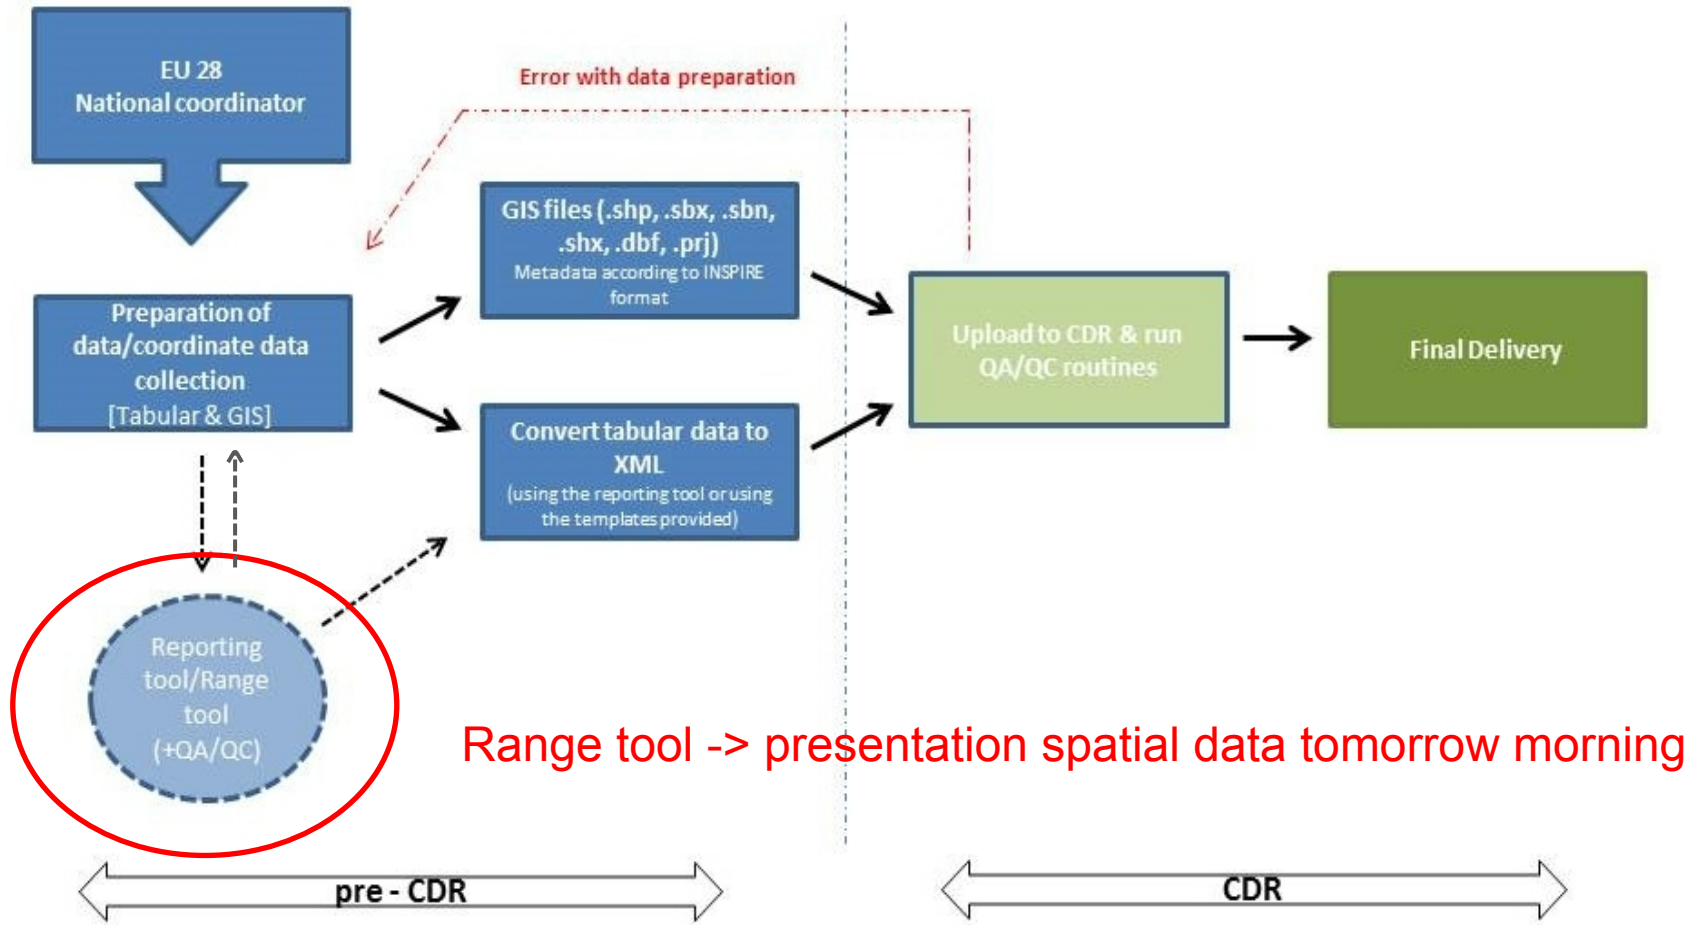 EU 28
National coordinator
Error with data preparation
GIS files (.shp, .sbx, .sbn,
.shx, .dbf, .prj)
Metadata according to INSPIRE
format
Preparation of
data/coordinate data
collection
[Tabular & GIS]
Upload to CDR & run
QA/QC routines
Final Delivery
Convert tabular data to
XML
(using the reporting tool or using
the templates provided)
Reporting
tool/Range
tool
(+QA/QC)
Range tool -> presentation spatial data tomorrow morning
pre - CDR
CDR